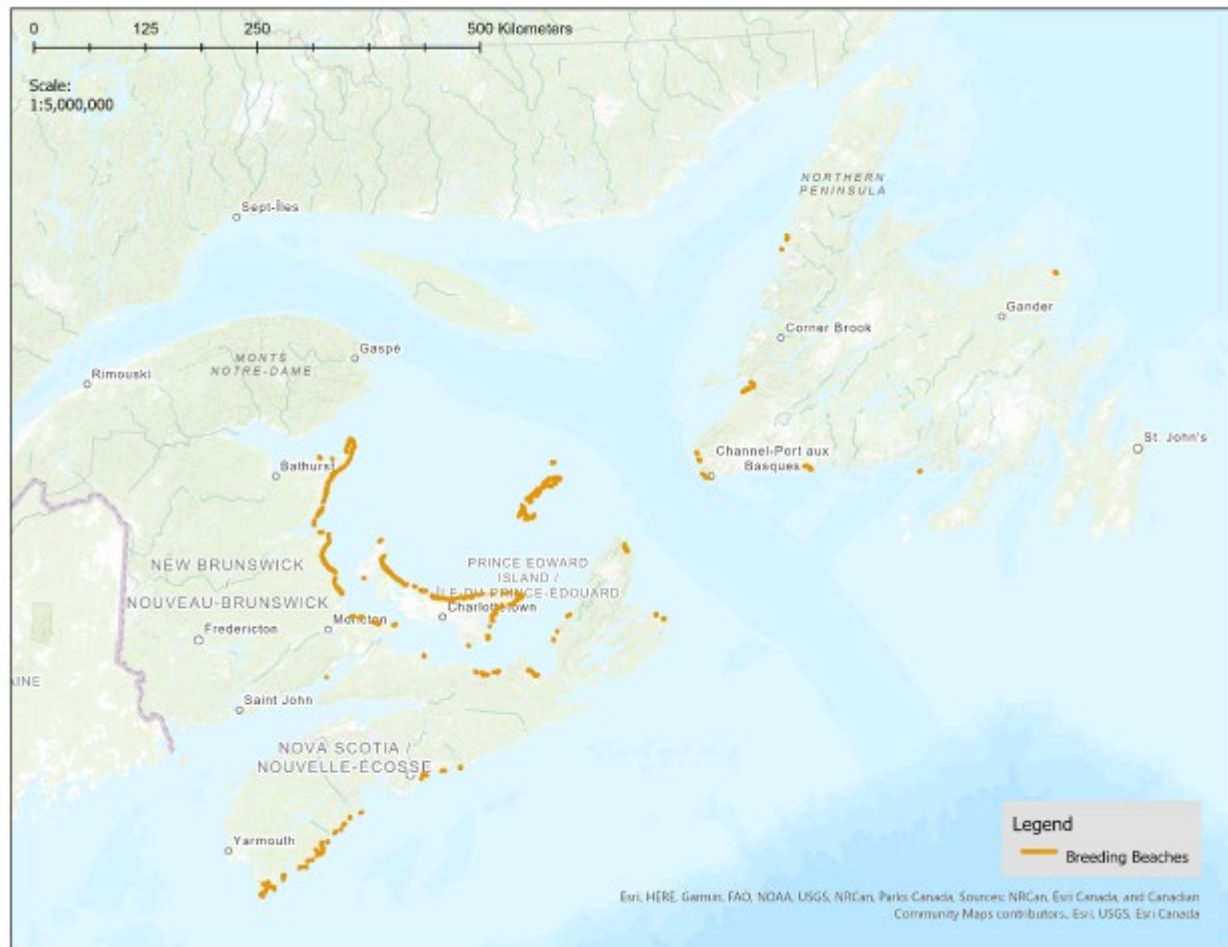 0 125 250 500 Kilometers
Scale:
1:5,000,000
NORTHERN
PENINSULA
Sept-Îles
Gander
Corner Brook
Gaspé
MONTS
NOTRE-DAME
Rimouski
St. John's
Channel-Port aux
Basques
Bathurst
NEW BRUNSWICK
/
NOUVEAU-BRUNSWICK
PRINCE EDWARD
ISLAND /
ÎLE-DU-PRINCE-ÉDOUARD
Charlottetown
Moncton
Fredericton
AINE
Saint John
NOVA SCOTIA /
NOUVELLE-ÉCOSSE
Yarmouth
Legend
Breeding Beaches
Esri, HERE, Garmin, FAO, NOAA, USGS, NRCan, Parks Canada, Sources: NRCan, Esri Canada, and Canadian
Community Maps contributors, Esri, USGS, Esri Canada